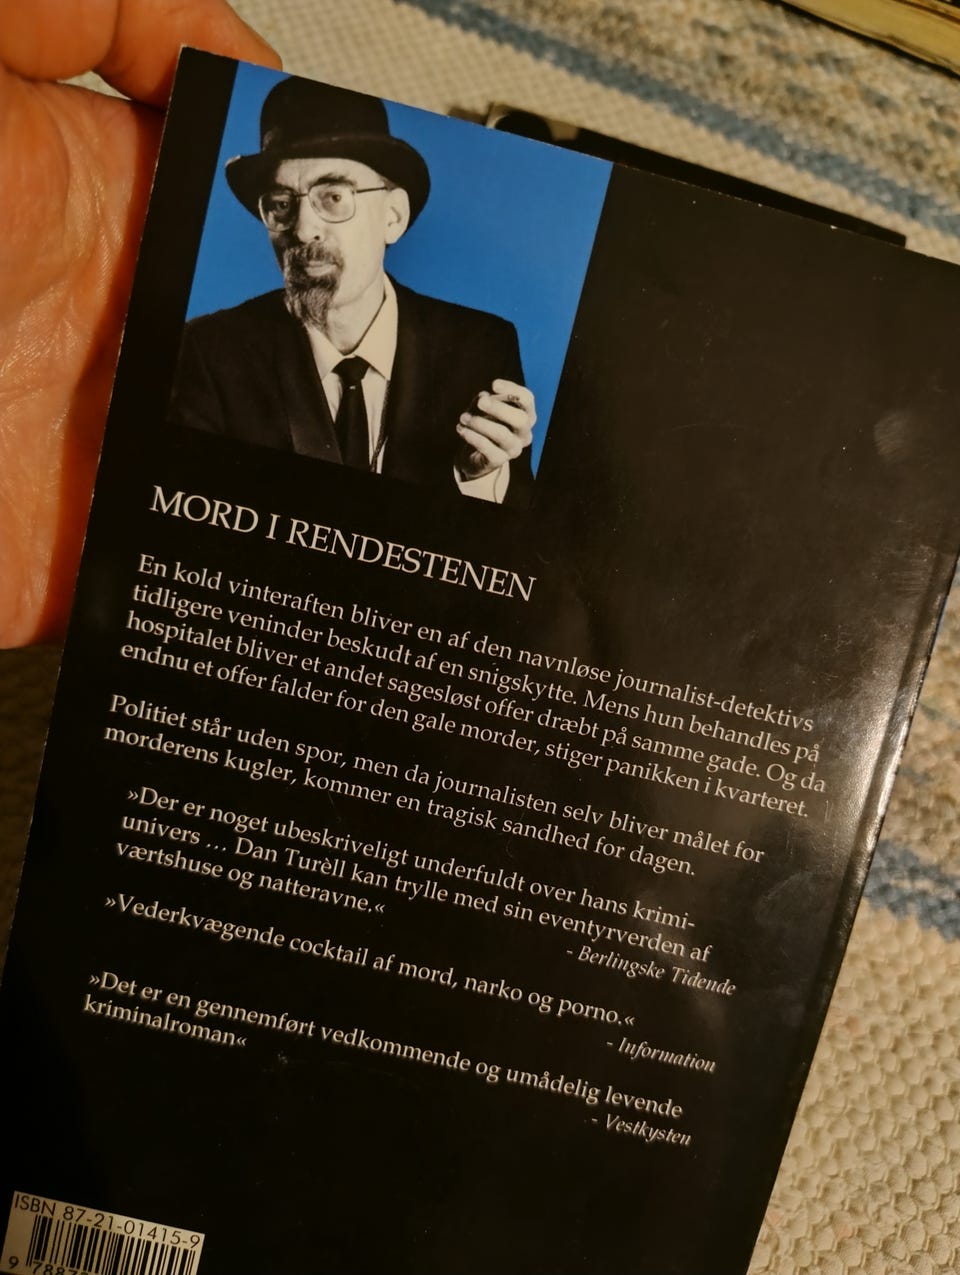 MORD I RENDESTENEN
En kold vinteraften bliver en af den navnløse journalist-detektivs
tidligere veninder beskudt af en snigskytte. Mens hun behandles på
hospitalet bliver et andet sagesløst offer dræbt på samme gade. Og da
endnu et offer falder for den gale morder, stiger panikken i kvarteret.
Politiet står uden spor, men da journalisten selv bliver målet for
morderens kugler, kommer en tragisk sandhed for dagen.
»Der er noget ubeskriveligt underfuldt over hans krimi-
univers ... Dan Turèll kan trylle med sin eventyrverden af
værtshuse og natteravne.«
- Berlingske Tidende
»Vederkvægende cocktail af mord, narko og porno.«
- Information
»Det er en gennemført vedkommende og umådelig levende
kriminalroman«
- Vestkysten
ISBN 87-21-01415-9